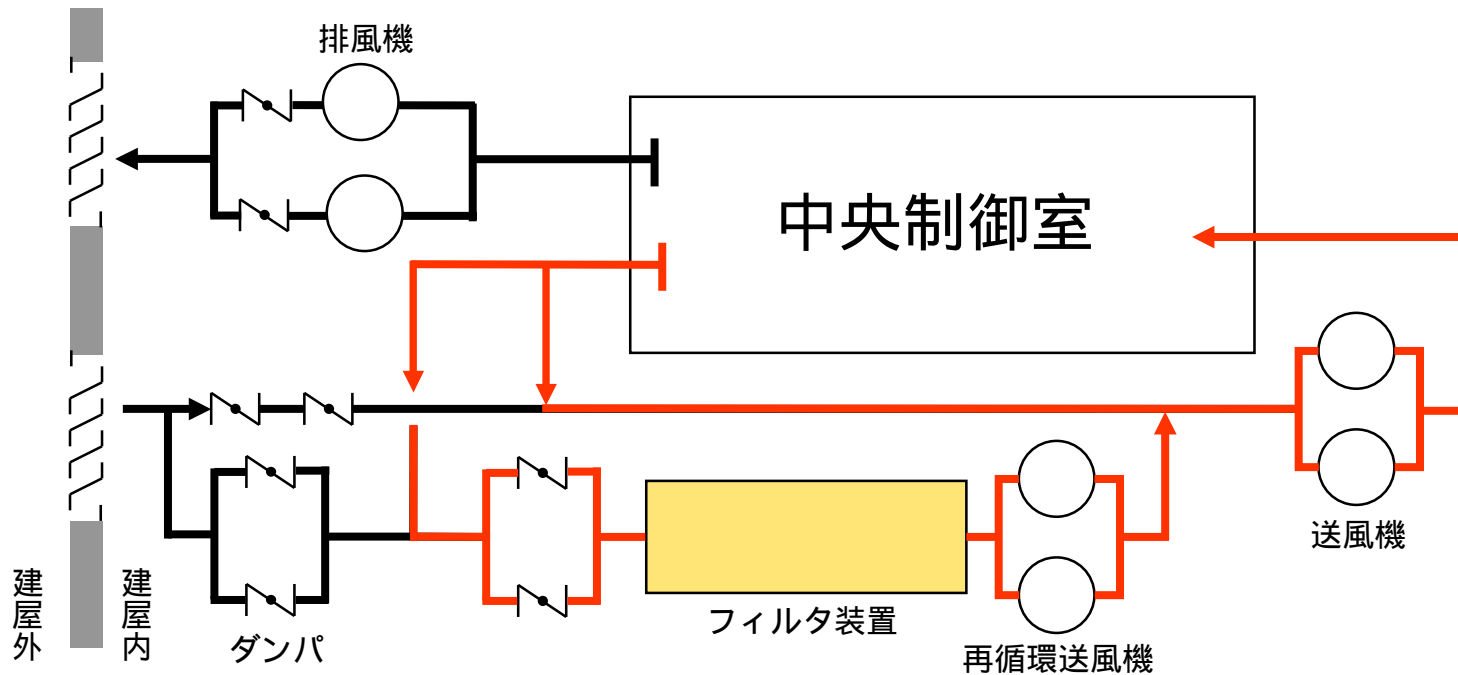 排風機
中央制御室
送風機
建屋外
建屋内
ダンパ
フィルタ装置
再循環送風機